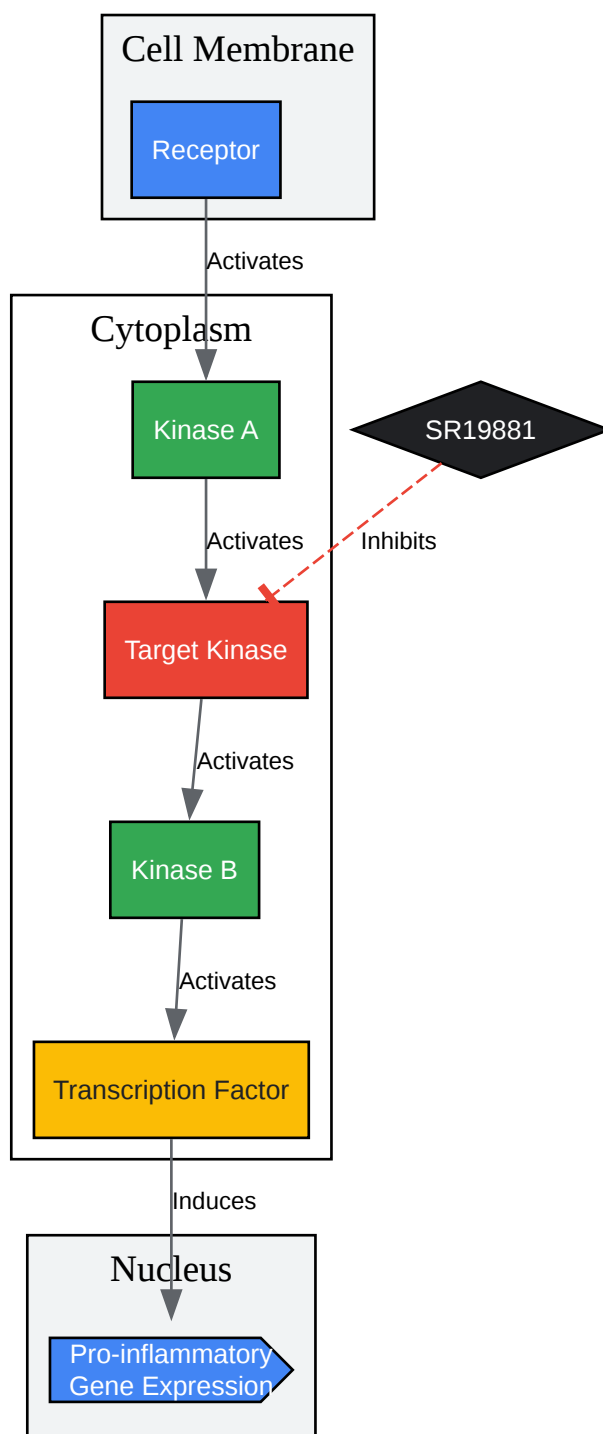 Cell Membrane
Receptor
Activates
Cytoplasm
Kinase A
SR19881
Activates
Inhibits
Target Kinase
Activates
Kinase B
Activates
Transcription Factor
Induces
Nucleus
Pro-inflammatory
Gene Expression